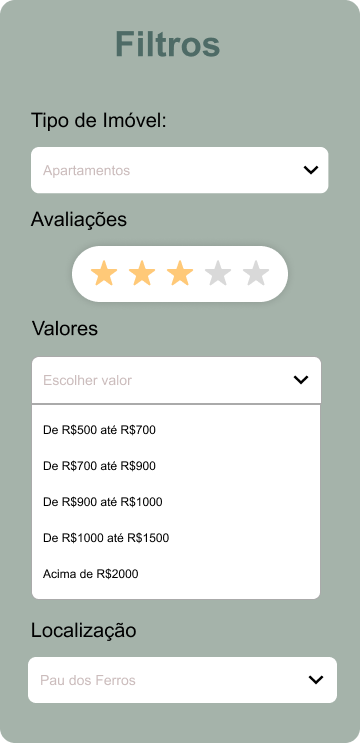 Filtros
Tipo de Imóvel:
Apartamentos
Avaliações
Valores
Escolher valor
De R$500 até R$700
De R$700 até R$900
De R$900 até R$1000
De R$1000 até R$1500
Acima de R$2000
Localização
Pau dos Ferros